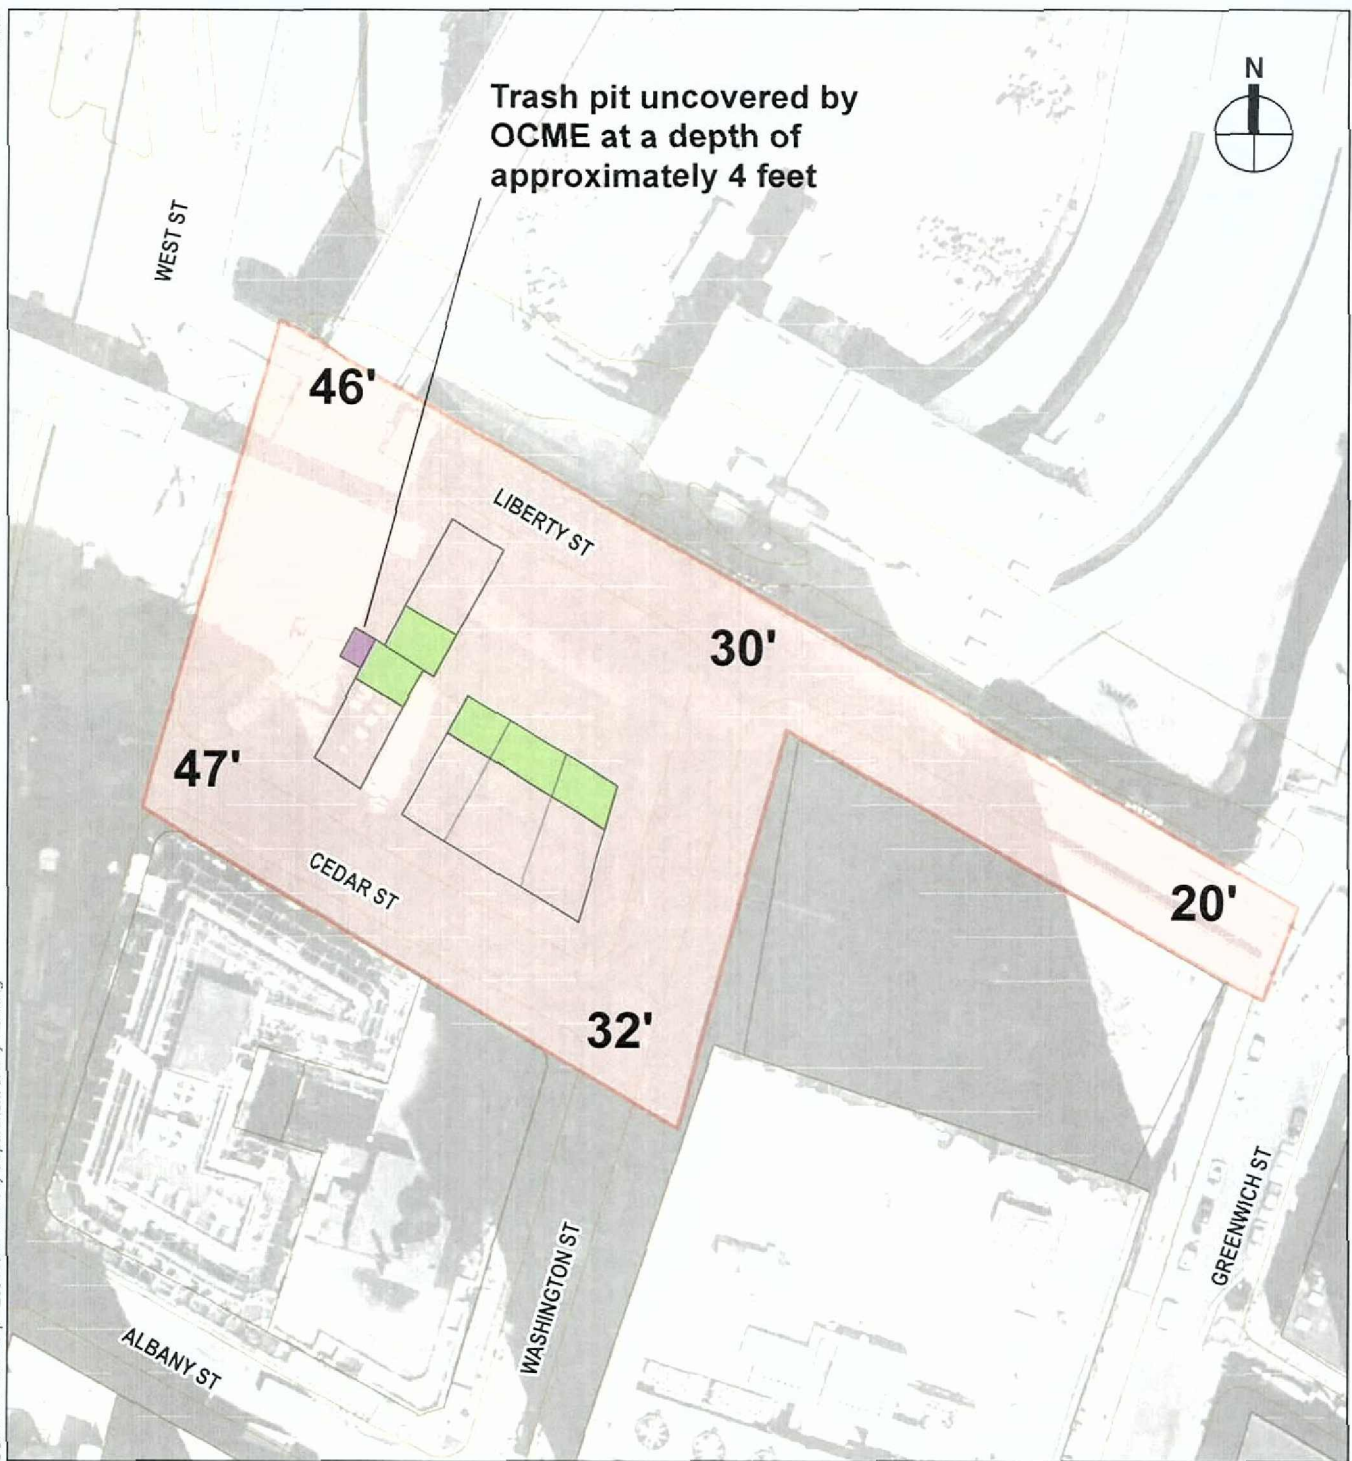 N
Trash pit uncovered by
OCME at a depth of
approximately 4 feet
WEST ST
46'
LIBERTY ST
30'
47'
CEDAR ST
20'
32'
GREENWICH ST
WASHINGTON ST
ALBANY ST